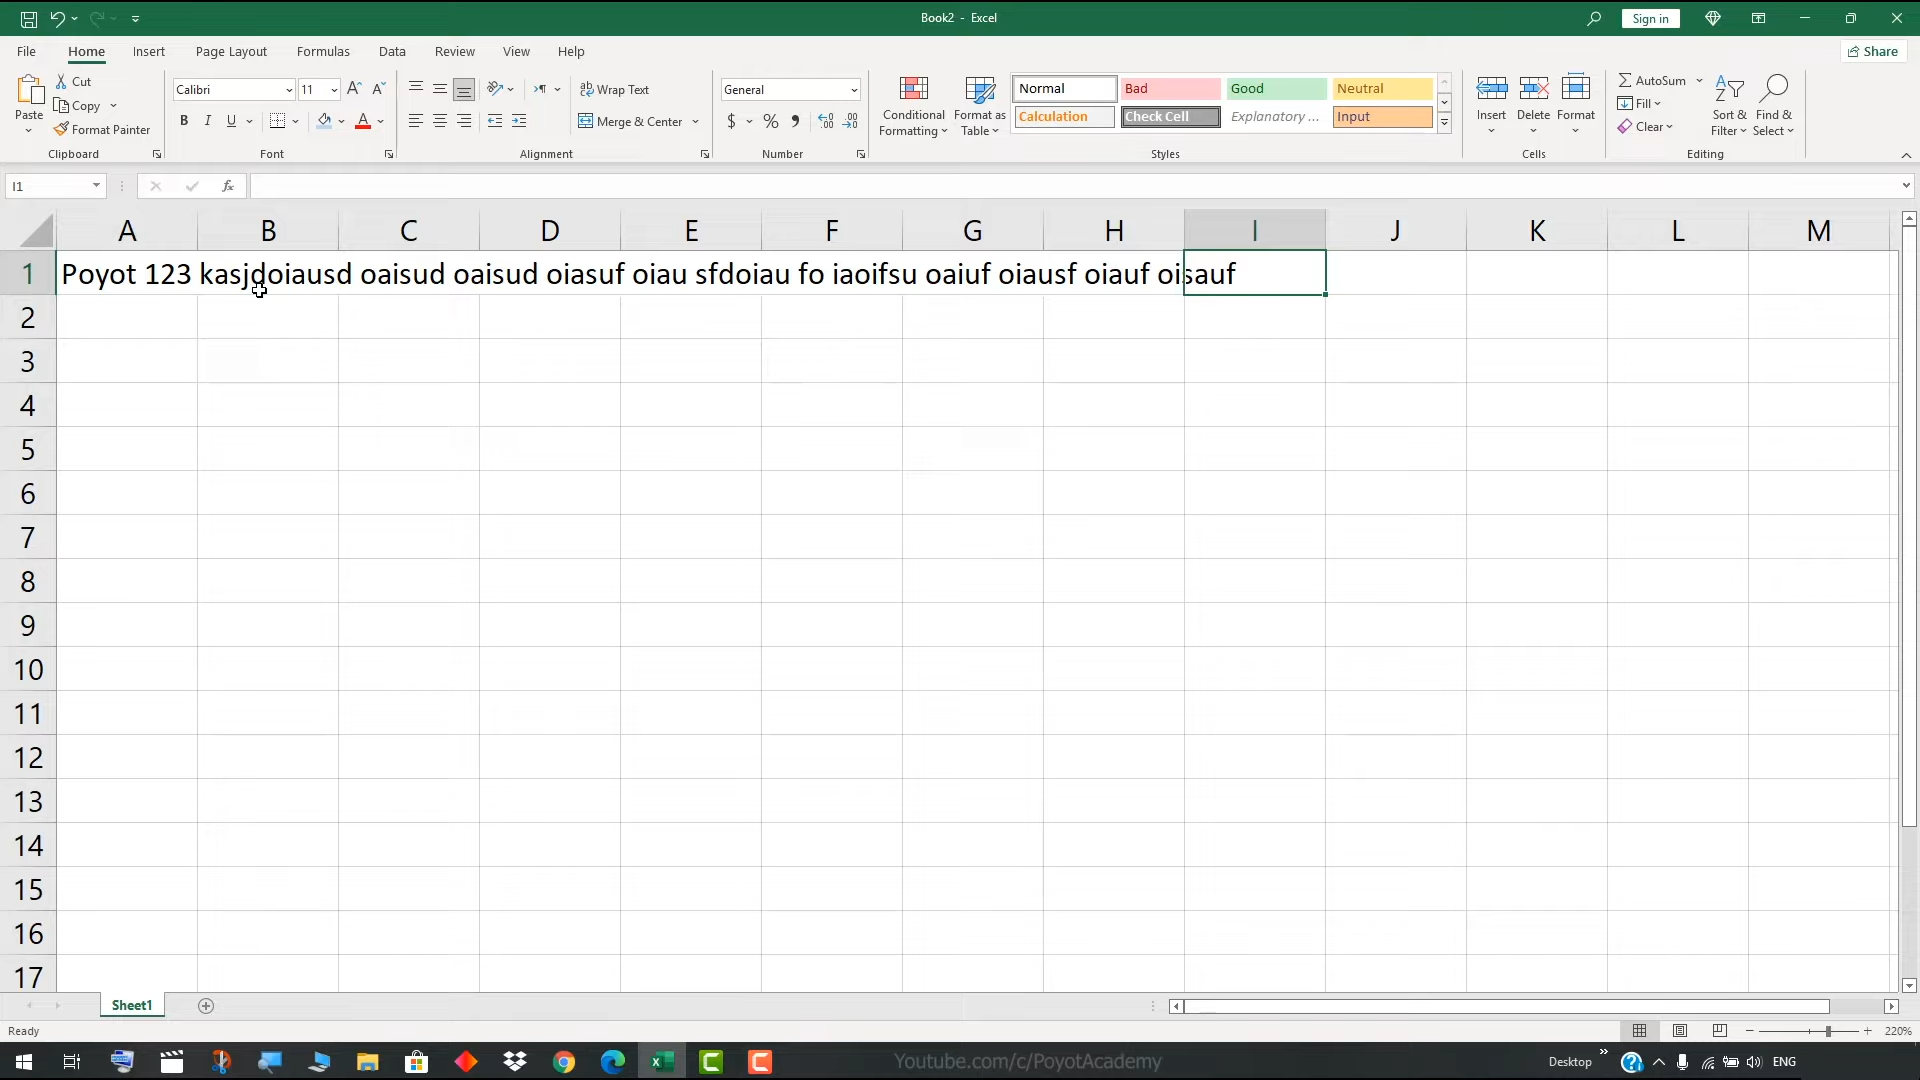 Book2 - Excel
Sign in
File Home Insert Page Layout Formulas Data Review View Help
Share
Paste
Cut
Copy
Format Painter
Clipboard
Calibri 11
B I U
Font
Wrap Text
Merge & Center
Alignment
General
$ % ,
Number
Conditional Formatting
Format as Table
Normal Bad Good Neutral
Calculation Check Cell Explanatory ... Input
Styles
Insert Delete Format
Cells
AutoSum
Fill
Clear
Sort & Filter
Find & Select
Editing
I1
fx
A B C D E F G H I J K L M
1 Poyot 123 kasjdoiausd oaisud oaisud oiasuf oiau sfdoiau fo iaoifsu oaiuf oiausf oiauf oisauf
2
3
4
5
6
7
8
9
10
11
12
13
14
15
16
17
Sheet1
Ready
220%
Youtube.com/c/PoyotAcademy
Desktop
ENG